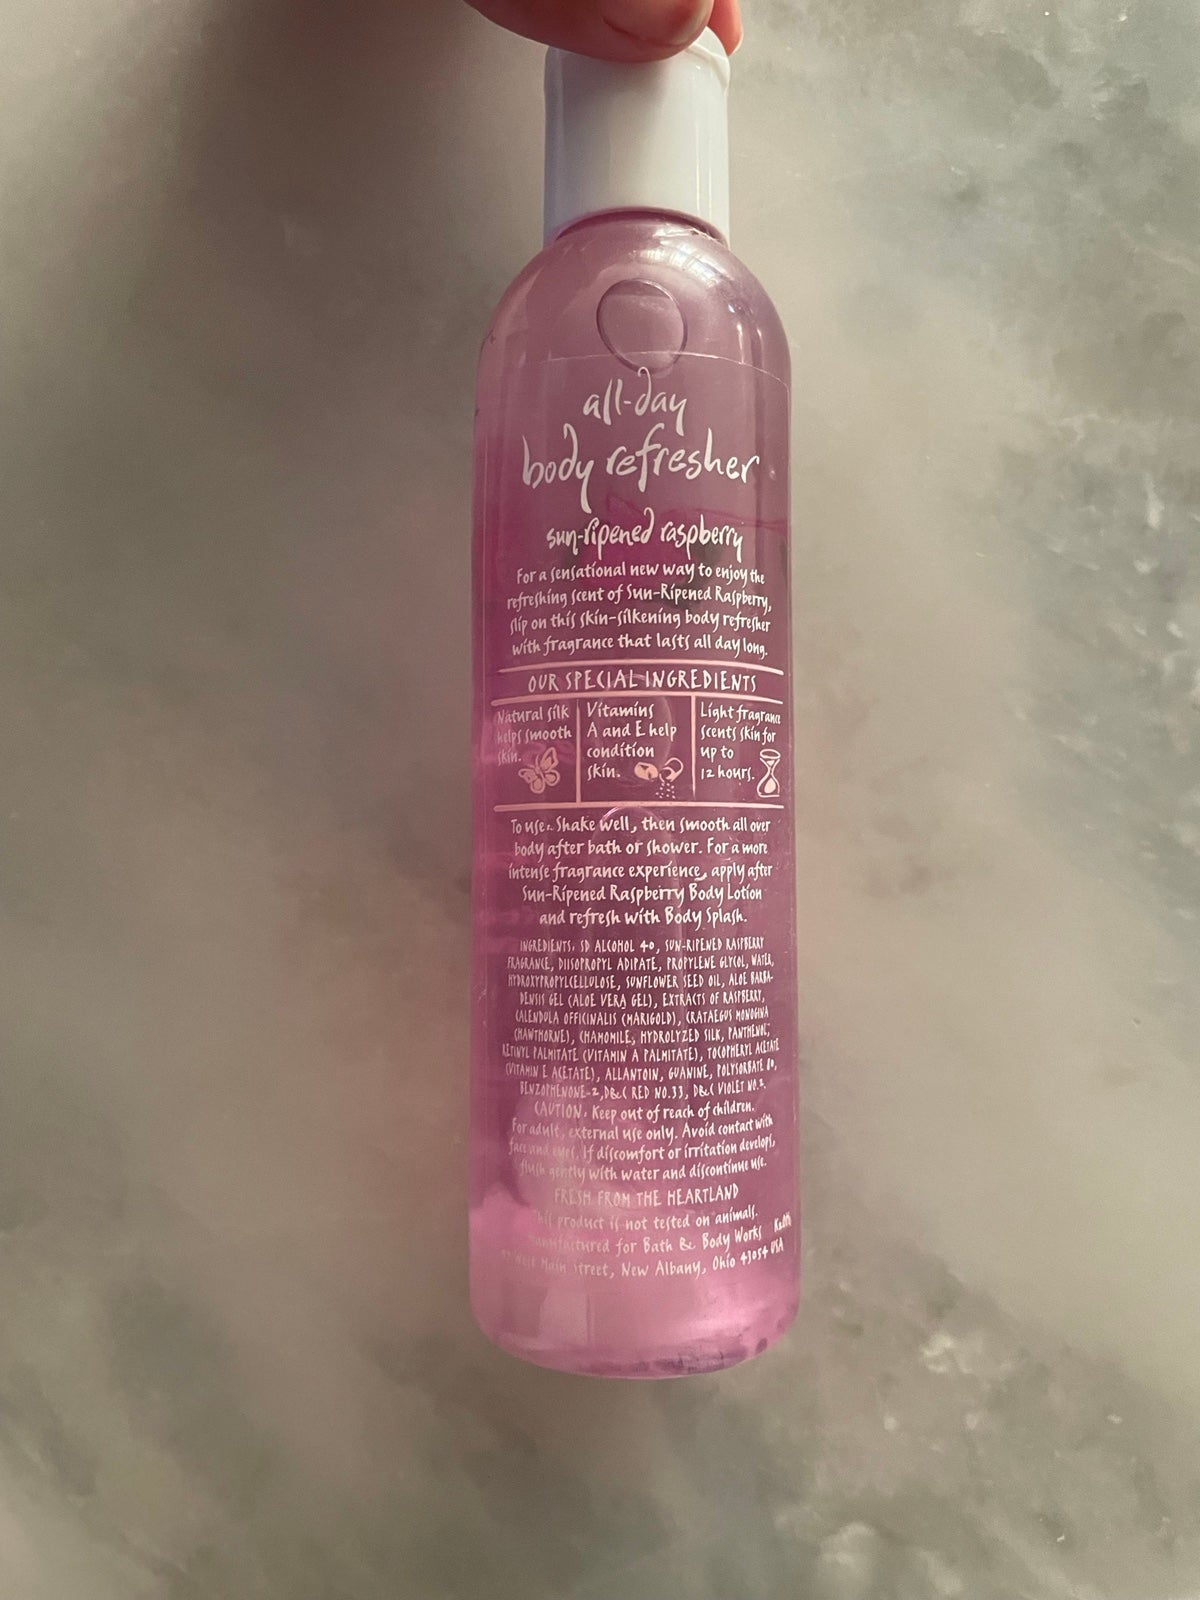 all-day
body refresher
sun-ripened raspberry
For a sensational new way to enjoy the
refreshing scent of Sun-Ripened Raspberry,
slip on this skin-silkening body refresher
with fragrance that lasts all day long.
OUR SPECIAL INGREDIENTS
Natural silk
helps smooth
skin.
Vitamins
A and E help
condition
skin.
Light fragrance
scents skin for
up to
12 hours.
To use: Shake well, then smooth all over
body after bath or shower. For a more
intense fragrance experience, apply after
Sun-Ripened Raspberry Body Lotion
and refresh with Body Splash.
INGREDIENTS: SD ALCOHOL 40, SUN-RIPENED RASPBERRY
FRAGRANCE, DIISOPROPYL ADIPATE, PROPYLENE GLYCOL, WATER,
HYDROXYPROPYLCELLULOSE, SUNFLOWER SEED OIL, ALOE BARBA-
DENSIS GEL (ALOE VERA GEL), EXTRACTS OF RASPBERRY,
CALENDULA OFFICINALIS (MARIGOLD), CRATAEGUS MONOGINA
(HAWTHORNE), CHAMOMILE, HYDROLYZED SILK, PANTHENOL,
RETINYL PALMITATE (VITAMIN A PALMITATE), TOCOPHERYL ACETATE
(VITAMIN E ACETATE), ALLANTOIN, GUANINE, POLYSORBATE 80,
BENZOPHENONE-2, D&C RED NO.33, D&C VIOLET NO.2.
CAUTION: Keep out of reach of children.
For adult, external use only. Avoid contact with
face and eyes. If discomfort or irritation develops,
flush gently with water and discontinue use.
FRESH FROM THE HEARTLAND
This product is not tested on animals.
Manufactured for Bath & Body Works
97 West Main Street, New Albany, Ohio 43054 USA